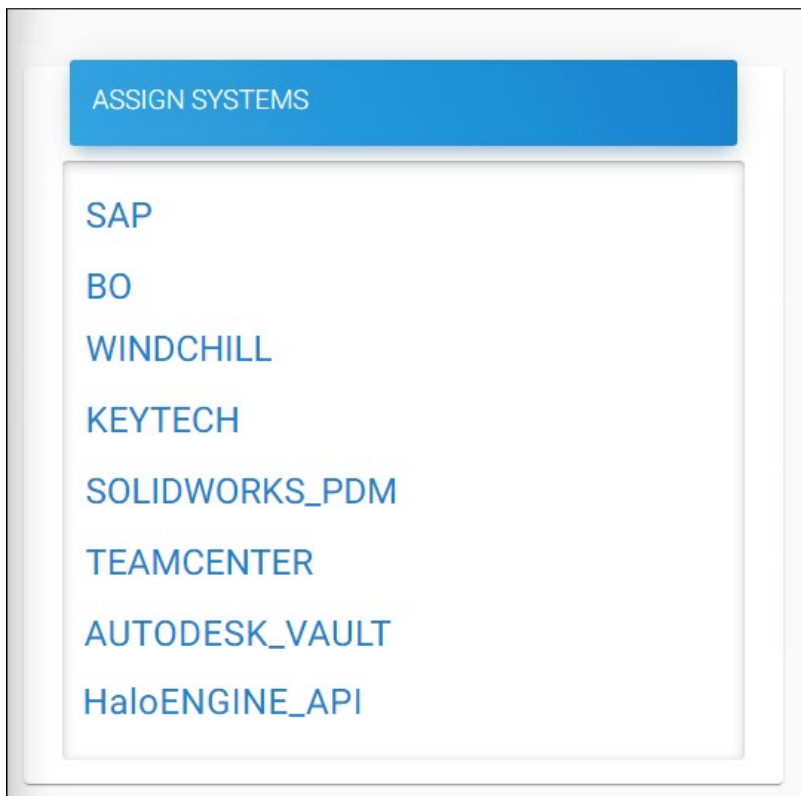 ASSIGN SYSTEMS
SAP
BO
WINDCHILL
KEYTECH
SOLIDWORKS_PDM
TEAMCENTER
AUTODESK_VAULT
HaloENGINE_API